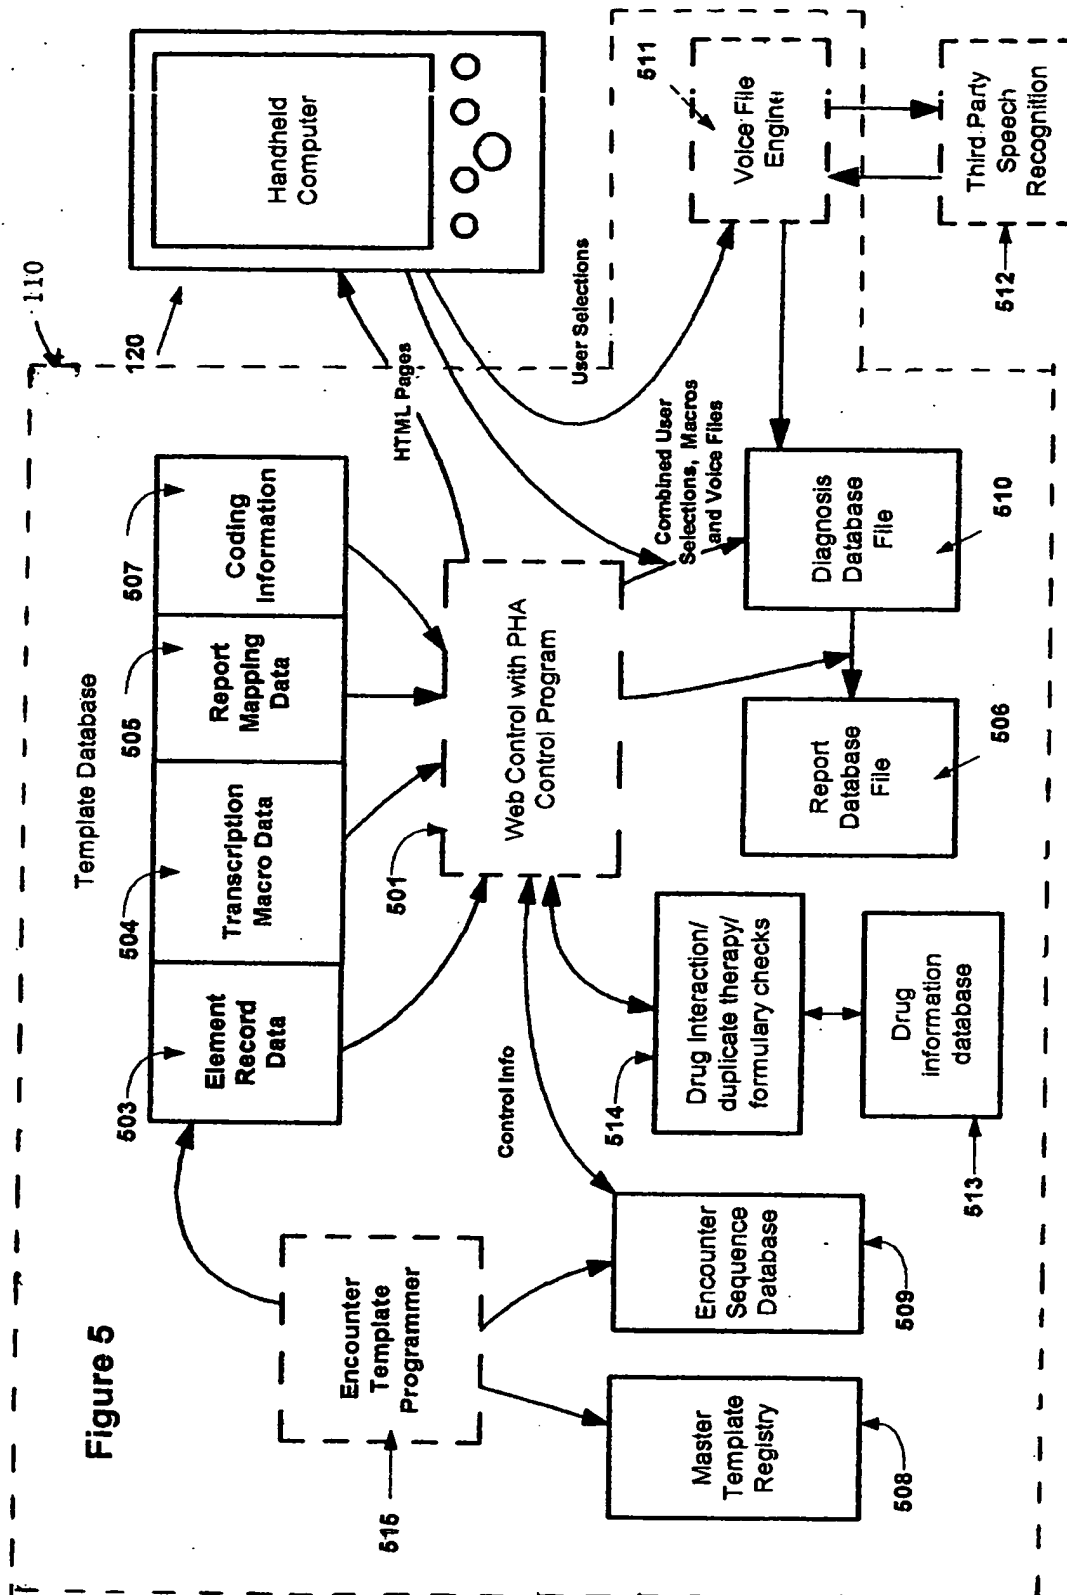 Figure 5
110
Template Database
503
504
505
507
Element
Record
Data
Transcription
Macro Data
Report
Mapping
Data
Coding
Information
120
Handheld
Computer
515
Encounter
Template
Programmer
501
Web Control with PHA
Control Program
HTML Pages
User Selections
Control Info
Combined User
Selections, Macros
and Voice Files
511
Voice File
Engine
Third Party
Speech
Recognition
512
508
Master
Template
Registry
509
Encounter
Sequence
Database
514
Drug Interaction/
duplicate therapy/
formulary checks
513
Drug
information
database
Report
Database
File
506
Diagnosis
Database
File
510